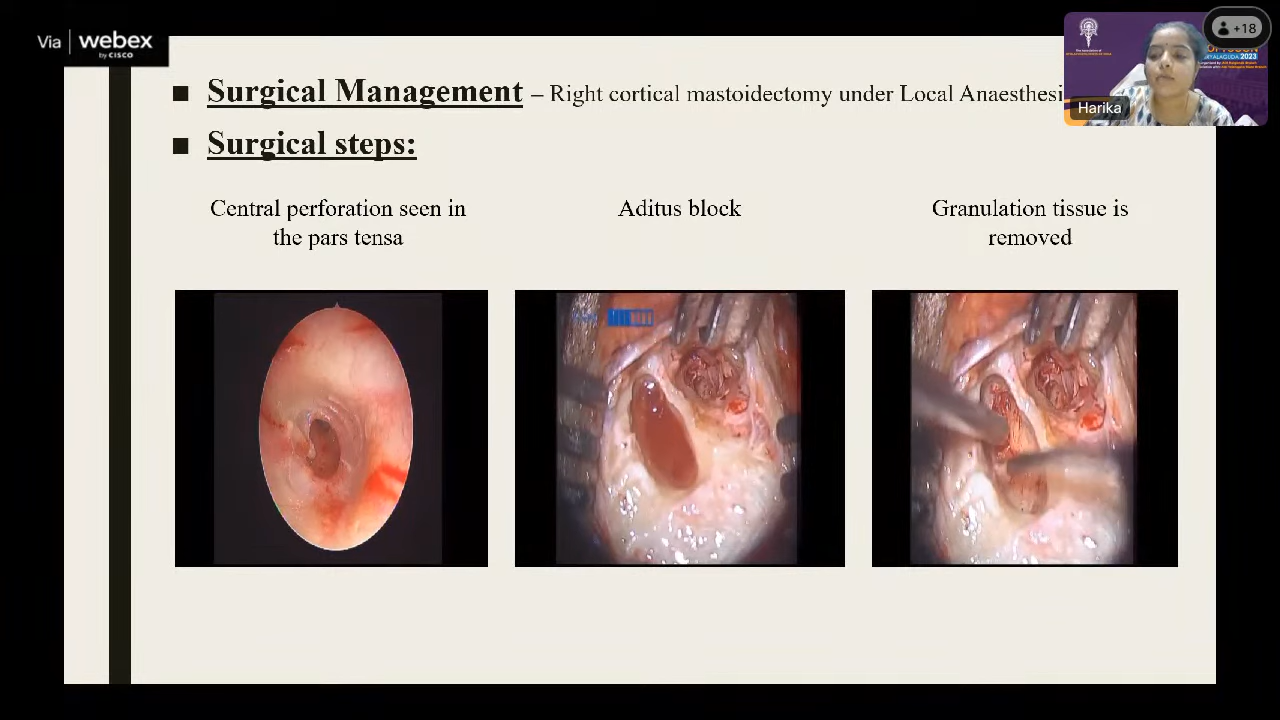 Via webex
by CISCO
+18
2023
Harika
■ Surgical Management – Right cortical mastoidectomy under Local Anaesthesi
■ Surgical steps:
Central perforation seen in
the pars tensa
Aditus block
Granulation tissue is
removed